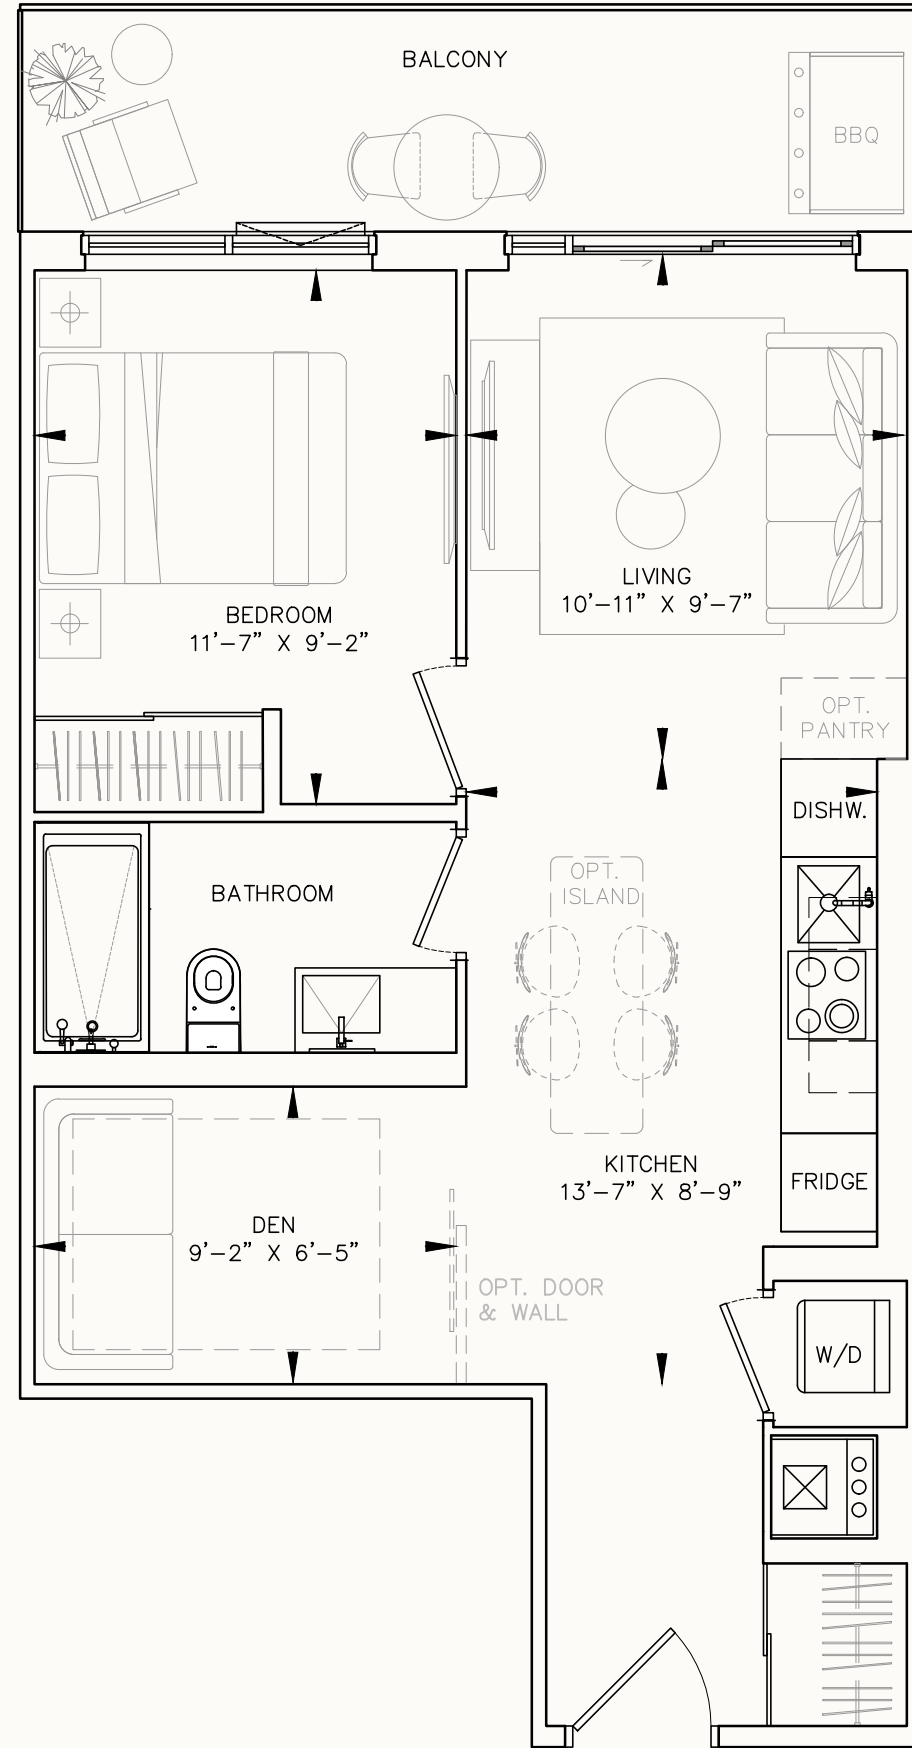 BALCONY
BBQ
LIVING
10'-11" X 9'-7"
BEDROOM
11'-7" X 9'-2"
OPT.
PANTRY
DISHW.
OPT.
ISLAND
BATHROOM
KITCHEN
13'-7" X 8'-9"
FRIDGE
DEN
9'-2" X 6'-5"
OPT. DOOR
& WALL
W/D